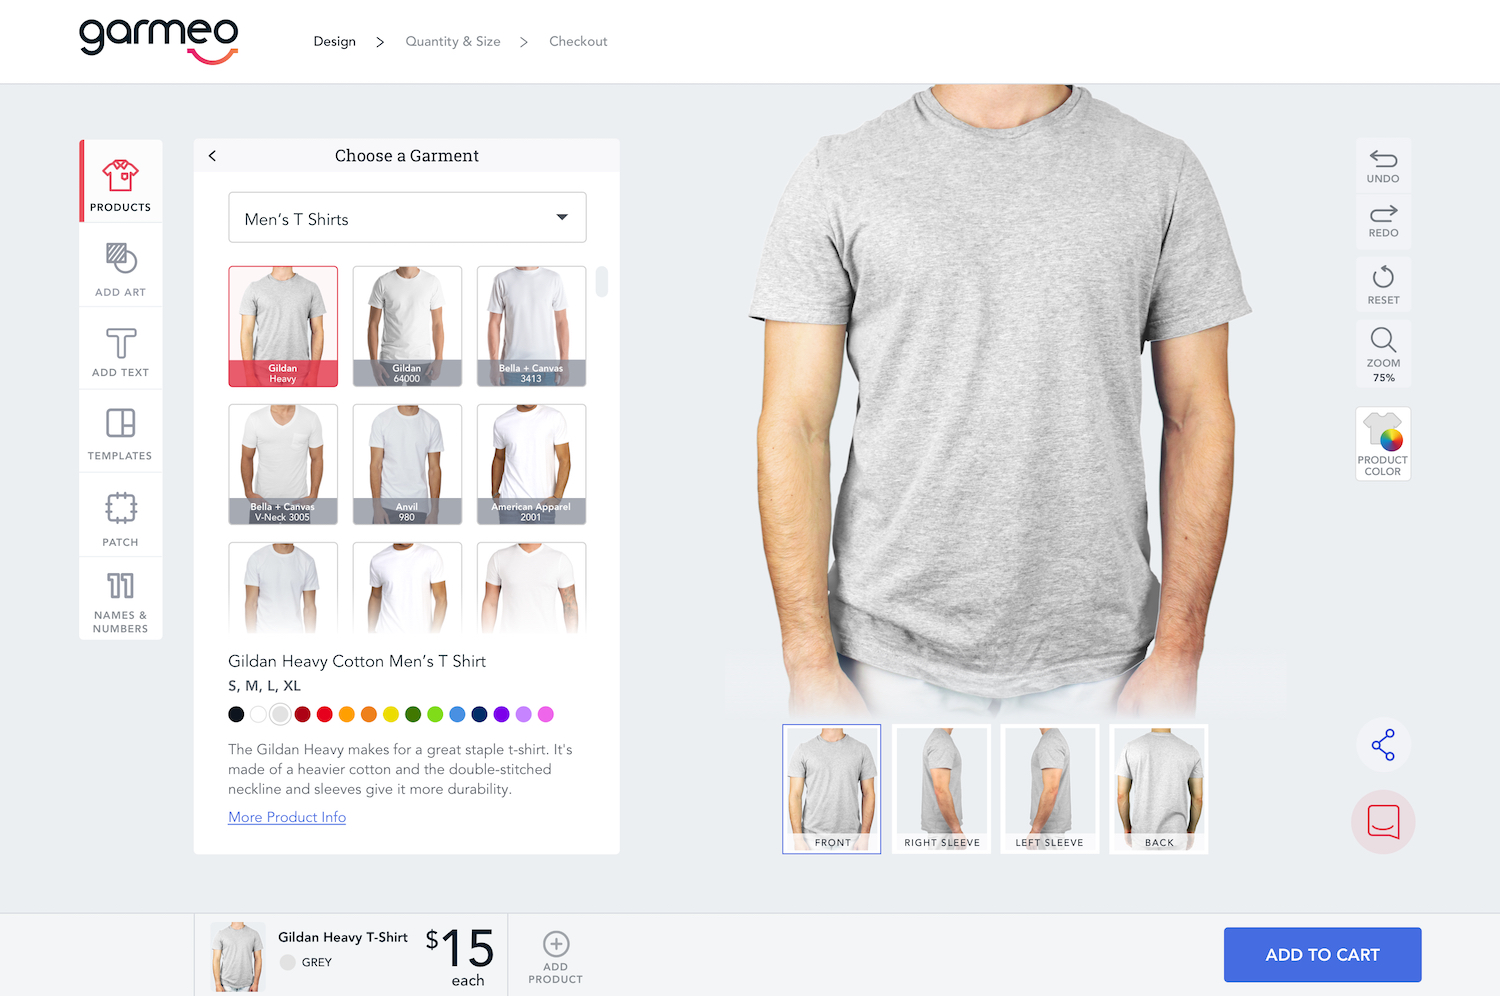 garmeo
Design > Quantity & Size > Checkout
PRODUCTS
ADD ART
ADD TEXT
TEMPLATES
PATCH
NAMES &
NUMBERS
Choose a Garment
Men's T Shirts
Gildan
Heavy
Gildan
64000
Bella + Canvas
3413
Bella + Canvas
V-Neck 3005
Anvil
980
American Apparel
2001
Gildan Heavy Cotton Men's T Shirt
S, M, L, XL
The Gildan Heavy makes for a great staple t-shirt. It's
made of a heavier cotton and the double-stitched
neckline and sleeves give it more durability.
More Product Info
FRONT
RIGHT SLEEVE
LEFT SLEEVE
BACK
UNDO
REDO
RESET
ZOOM
75%
PRODUCT
COLOR
Gildan Heavy T-Shirt
GREY
$15
each
ADD
PRODUCT
ADD TO CART